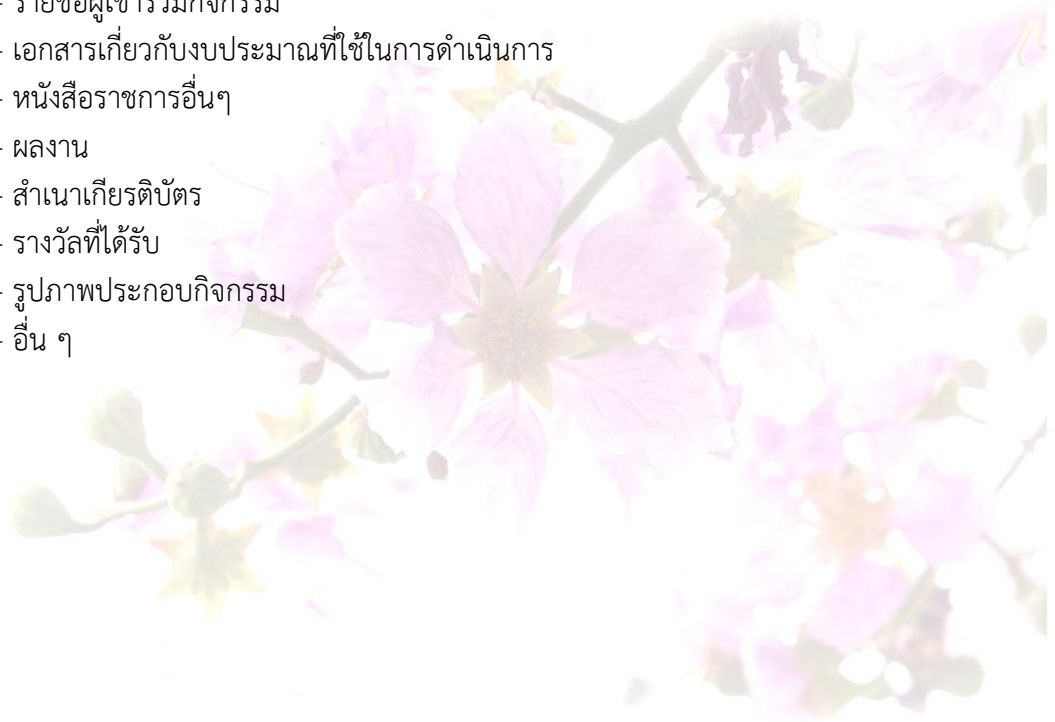 - รายชื่อผู้เข้าร่วมกิจกรรม
- เอกสารเกี่ยวกับงบประมาณที่ใช้ในการดำเนินการ
- หนังสือราชการอื่นๆ
- ผลงาน
- สำเนาเกียรติบัตร
- รางวัลที่ได้รับ
- รูปภาพประกอบกิจกรรม
- อื่น ๆ